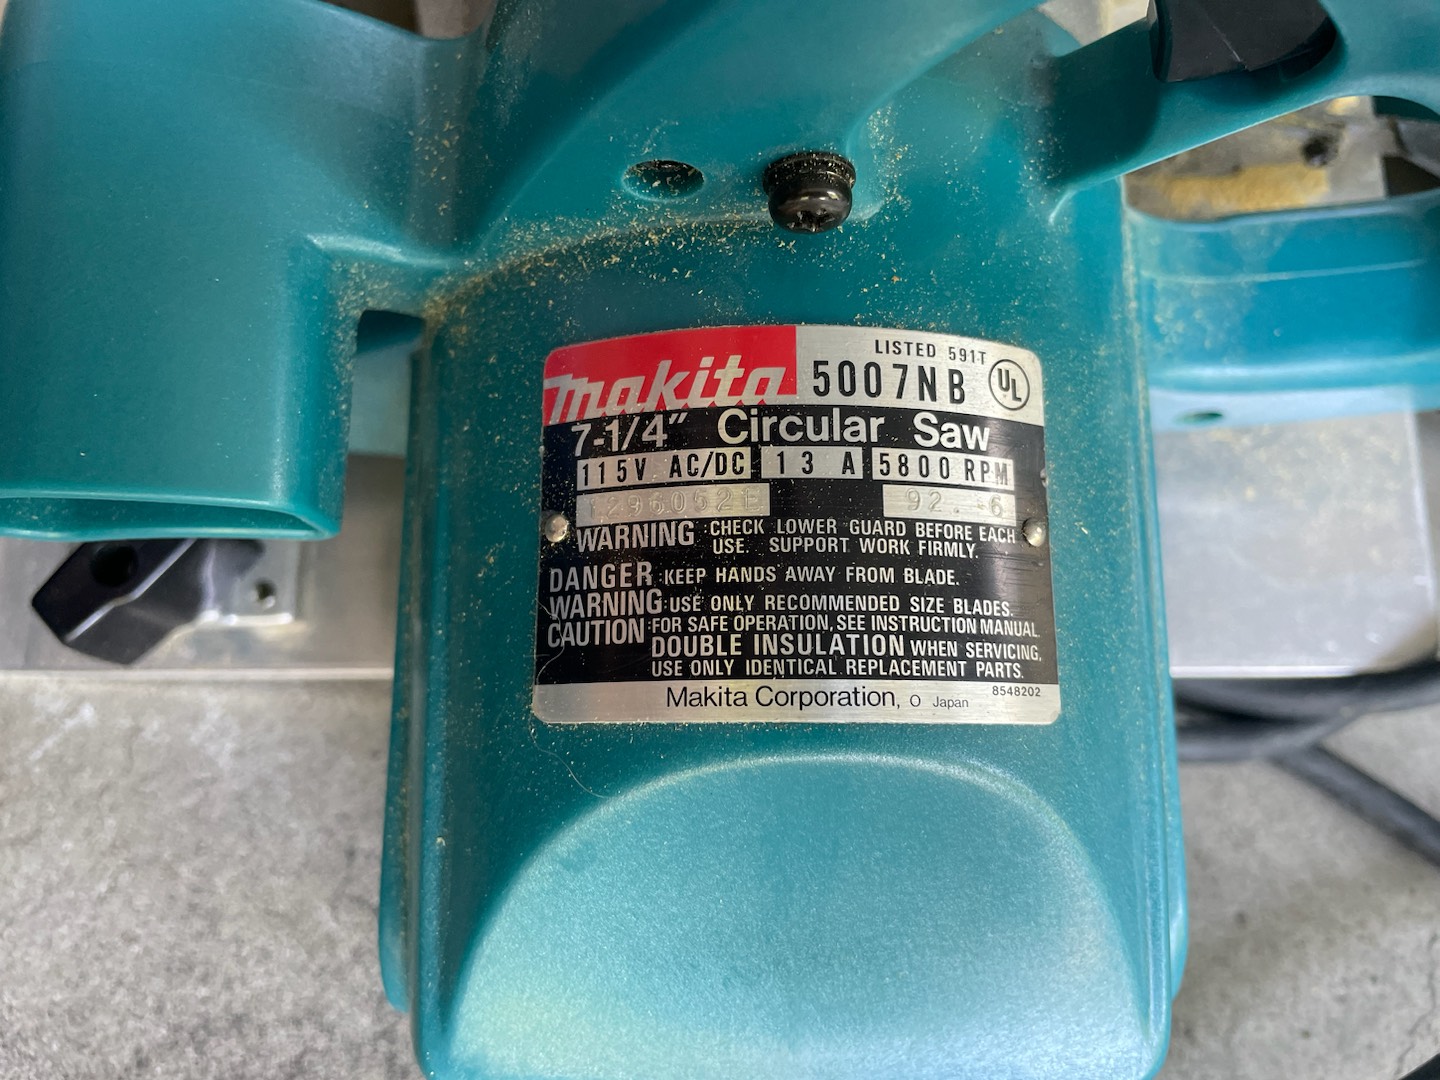 LISTED 591T
makita 5007NB UL
7-1/4" Circular Saw
115V AC/DC 13 A 5800 RPM
92. 6
WARNING : CHECK LOWER GUARD BEFORE EACH
USE. SUPPORT WORK FIRMLY.
DANGER : KEEP HANDS AWAY FROM BLADE.
WARNING : USE ONLY RECOMMENDED SIZE BLADES.
CAUTION : FOR SAFE OPERATION, SEE INSTRUCTION MANUAL.
DOUBLE INSULATION WHEN SERVICING,
USE ONLY IDENTICAL REPLACEMENT PARTS.
Makita Corporation, O Japan 8548202